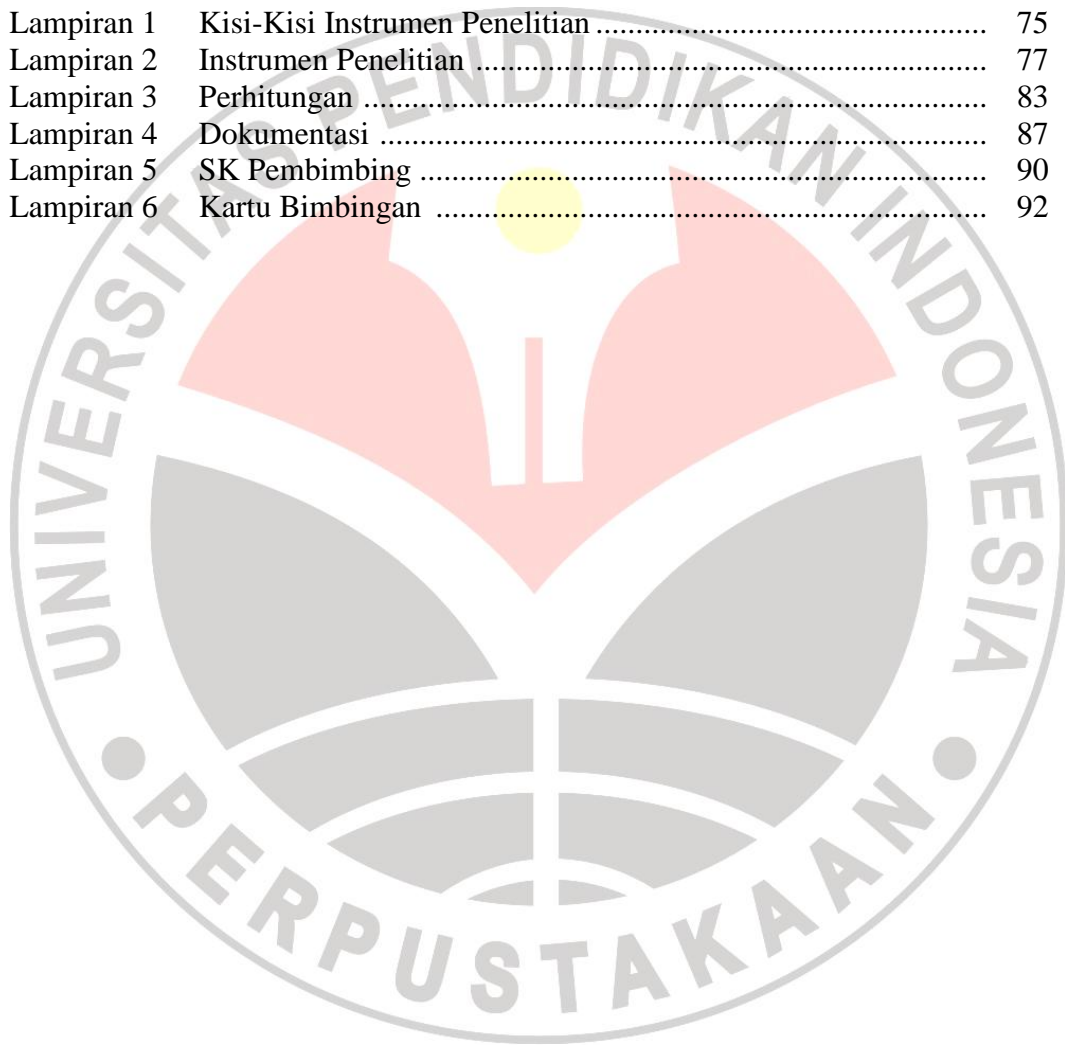 Lampiran 1 Kisi-Kisi Instrumen Penelitian ........................................................ 75
Lampiran 2 Instrumen Penelitian ......................................................................... 77
Lampiran 3 Perhitungan ......................................................................................... 83
Lampiran 4 Dokumentasi ....................................................................................... 87
Lampiran 5 SK Pembimbing ................................................................................. 90
Lampiran 6 Kartu Bimbingan ............................................................................... 92
UNIVERSITAS PENDIDIKAN INDONESIA
PERPUSTAKAAN